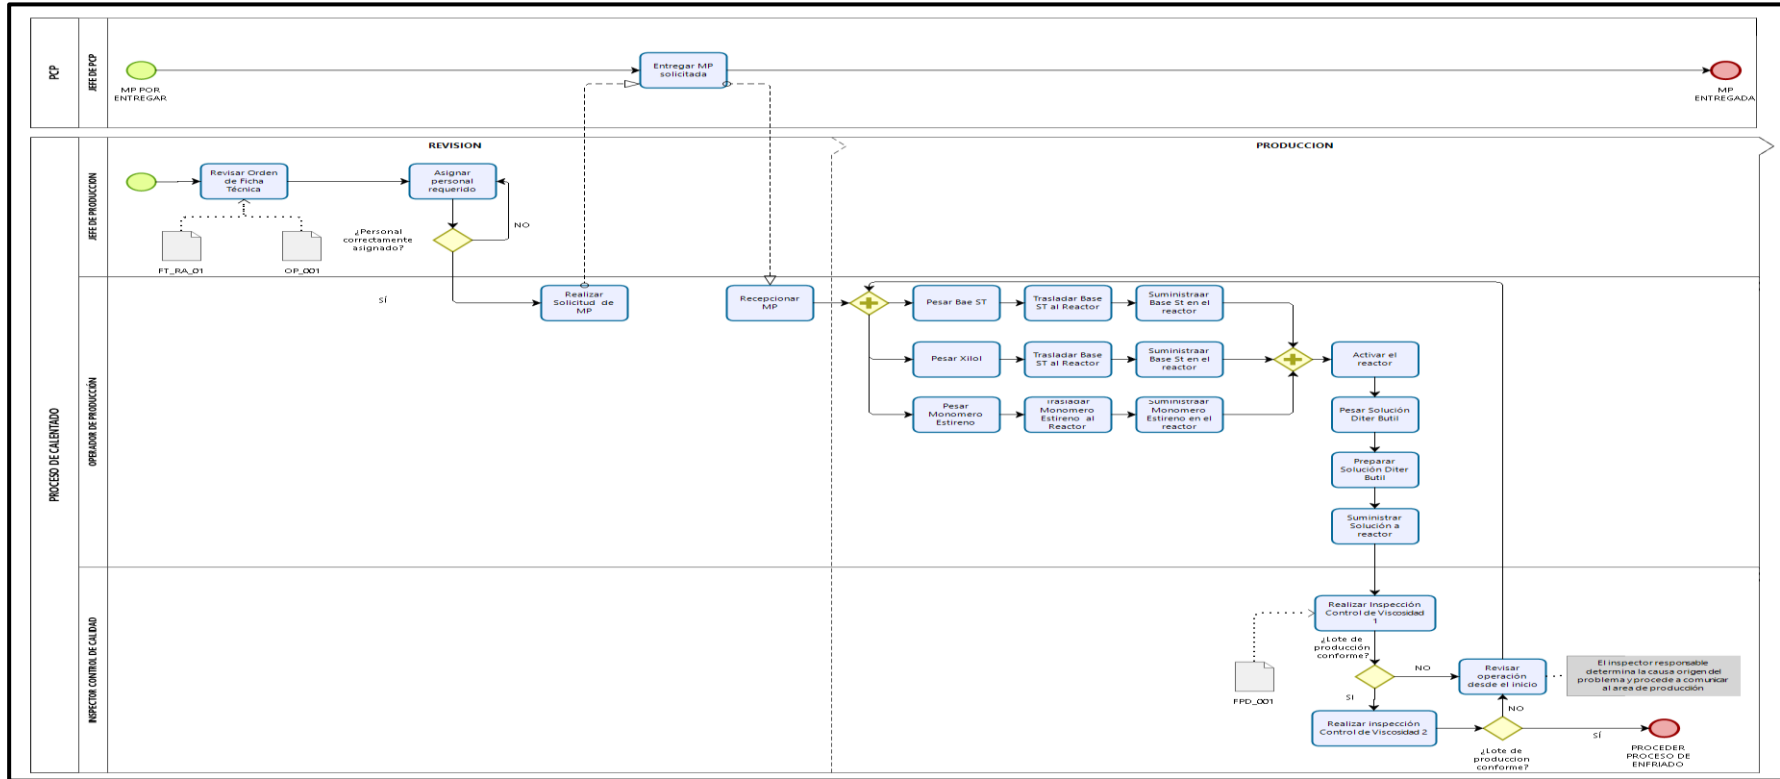 PCP
JEFE DE PCP
MP POR
ENTREGAR
Entregar MP
solicitada
MP
ENTREGADA
PROCESO DE CALENTADO
REVISION
PRODUCCION
JEFE DE PRODUCCION
Revisar Orden
de Ficha
Técnica
Asignar
personal
requerido
NO
¿Personal
correctamente
asignado?
FT_RA_01
OP_001
OPERADOR DE PRODUCCIÓN
SÍ
Realizar
Solicitud de
MP
Recepcionar
MP
Pesar Bae ST
Trasladar Base
ST al Reactor
Suministraar
Base St en el
reactor
Pesar Xilol
Trasladar Base
ST al Reactor
Suministraar
Base St en el
reactor
Activar el
reactor
Pesar
Monomero
Estireno
Trasladar
Monomero
Estireno al
Reactor
Suministraar
Monomero
Estireno en el
reactor
Pesar Solución
Diter Butil
Preparar
Solución Diter
Butil
Suministrar
Solución a
reactor
INSPECTOR CONTROL DE CALIDAD
Realizar Inspección
Control de Viscosidad
1
¿Lote de
producción
conforme?
NO
SI
FPD_001
Revisar
operación
desde el inicio
El inspector responsable
determina la causa origen del
problema y procede a comunicar
al area de producción
NO
Realizar inspección
Control de Viscosidad 2
¿Lote de
produccion
conforme?
SÍ
PROCEDER
PROCESO DE
ENFRIADO